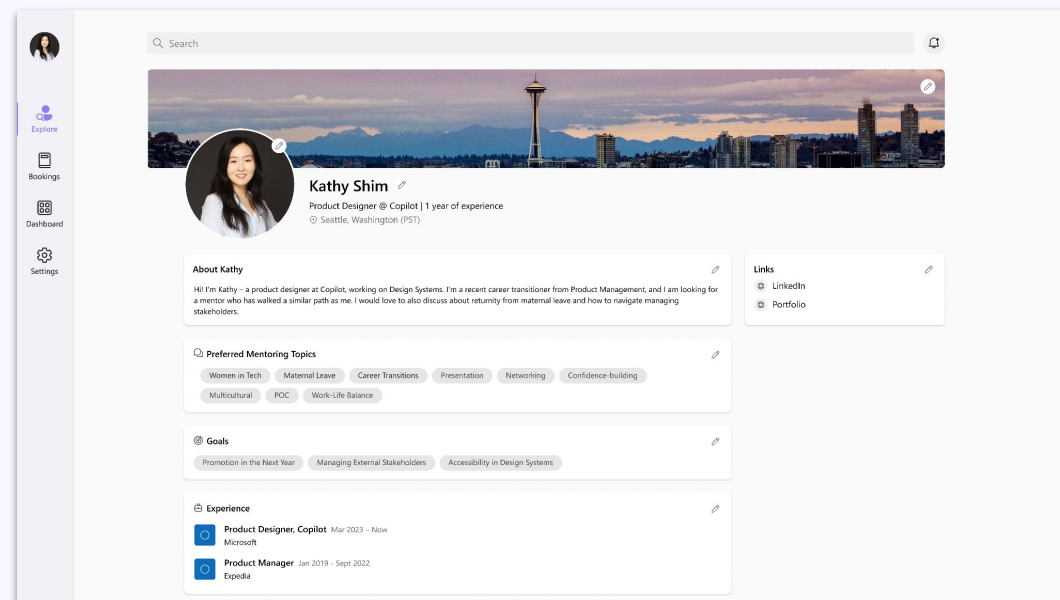 Search
Explore
Bookings
Dashboard
Settings
Kathy Shim
Product Designer @ Copilot | 1 year of experience
Seattle, Washington (PST)
About Kathy
Hi! I'm Kathy – a product designer at Copilot, working on Design Systems. I'm a recent career transitioner from Product Management, and I am looking for
a mentor who has walked a similar path as me. I would love to also discuss about returnity from maternal leave and how to navigate managing
stakeholders.
Links
LinkedIn
Portfolio
Preferred Mentoring Topics
Women in Tech Maternal Leave Career Transitions Presentation Networking Confidence-building
Multicultural POC Work-Life Balance
Goals
Promotion in the Next Year Managing External Stakeholders Accessibility in Design Systems
Experience
Product Designer, Copilot Mar 2023 – Now
Microsoft
Product Manager Jan 2019 - Sept 2022
Expedia